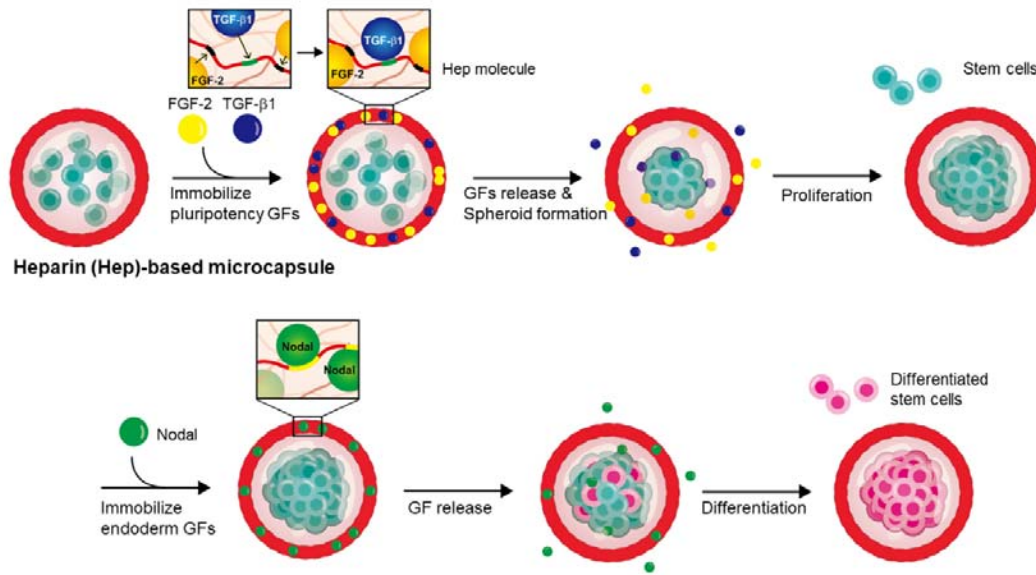 TGF-β1
FGF-2
TGF-β1
FGF-2
Hep molecule
FGF-2 TGF-β1
Immobilize
pluripotency GFs
GFs release &
Spheroid formation
Proliferation
Stem cells
Heparin (Hep)-based microcapsule
Nodal
Nodal
Nodal
Immobilize
endoderm GFs
GF release
Differentiation
Differentiated
stem cells